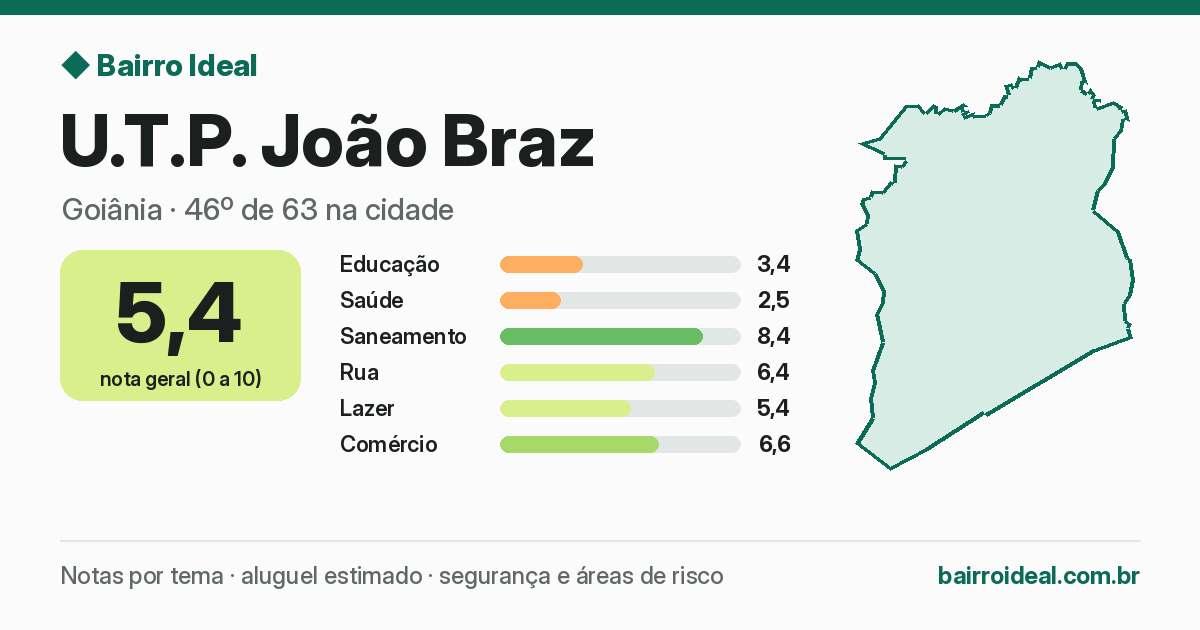 Bairro Ideal
U.T.P. João Braz
Goiânia · 46º de 63 na cidade
5,4
nota geral (0 a 10)
Educação 3,4
Saúde 2,5
Saneamento 8,4
Rua 6,4
Lazer 5,4
Comércio 6,6
Notas por tema · aluguel estimado · segurança e áreas de risco
bairroideal.com.br